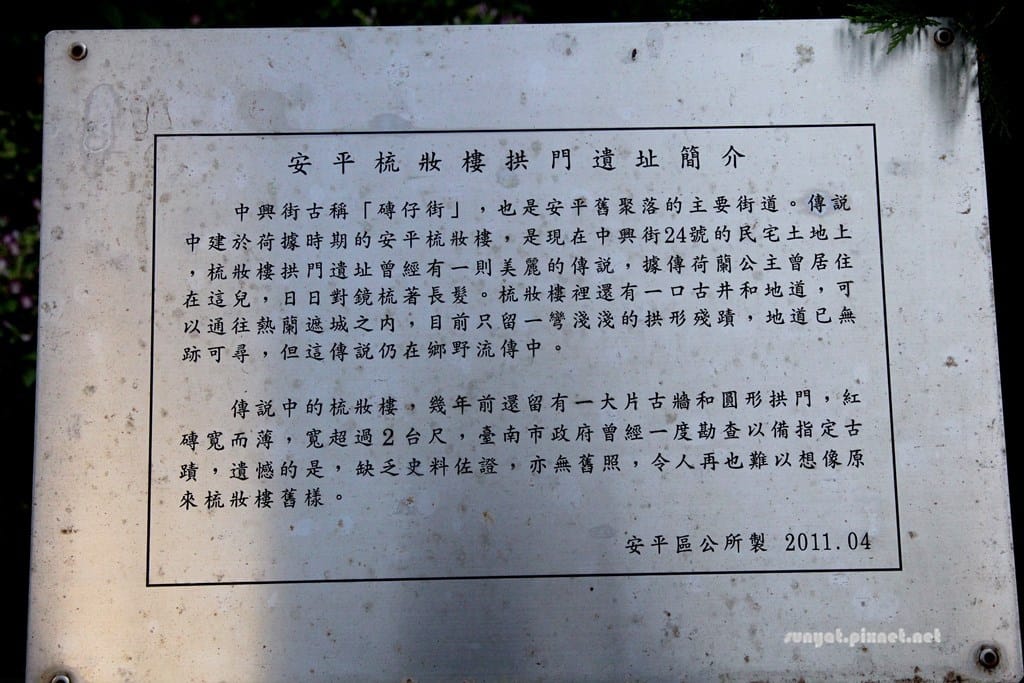 安平梳妝樓拱門遺址簡介
中興街古稱「磚仔街」，也是安平舊聚落的主要街道。傳説
中建於荷據時期的安平梳妝樓，是現在中興街24號的民宅土地上
，梳妝樓拱門遺址曾經有一則美麗的傳説，據傳荷蘭公主曾居住
在這兒，日日對鏡梳著長髮。梳妝樓裡還有一口古井和地道，可
以通往熱蘭遮城之內，目前只留一彎淺淺的拱形殘蹟，地道已無
跡可尋，但這傳説仍在鄉野流傳中。
傳説中的梳妝樓，幾年前還留有一大片古牆和圓形拱門，紅
磚寬而薄，寬超過2台尺，臺南市政府曾經一度勘查以備指定古
蹟，遺憾的是，缺乏史料佐證，亦無舊照，令人再也難以想像原
來梳妝樓舊樣。
安平區公所製 2011.04
sunyat.pixnet.net